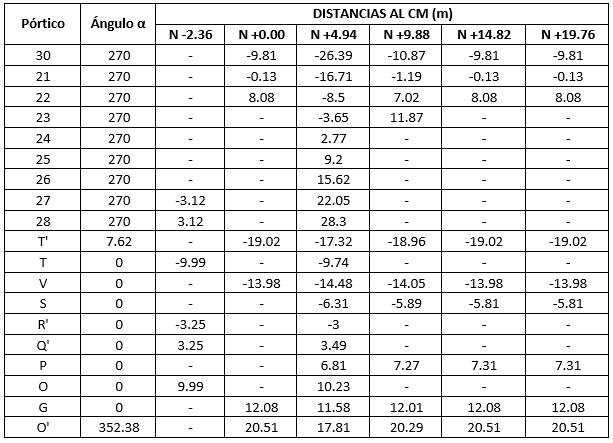 Pórtico Ángulo α DISTANCIAS AL CM (m)
N -2.36 N +0.00 N +4.94 N +9.88 N +14.82 N +19.76
30 270 - -9.81 -26.39 -10.87 -9.81 -9.81
21 270 - -0.13 -16.71 -1.19 -0.13 -0.13
22 270 - 8.08 -8.5 7.02 8.08 8.08
23 270 - - -3.65 11.87 - -
24 270 - - 2.77 - - -
25 270 - - 9.2 - - -
26 270 - - 15.62 - - -
27 270 -3.12 - 22.05 - - -
28 270 3.12 - 28.3 - - -
T' 7.62 - -19.02 -17.32 -18.96 -19.02 -19.02
T 0 -9.99 - -9.74 - - -
V 0 - -13.98 -14.48 -14.05 -13.98 -13.98
S 0 - - -6.31 -5.89 -5.81 -5.81
R' 0 -3.25 - -3 - - -
Q' 0 3.25 - 3.49 - - -
P 0 - - 6.81 7.27 7.31 7.31
O 0 9.99 - 10.23 - - -
G 0 - 12.08 11.58 12.01 12.08 12.08
O' 352.38 - 20.51 17.81 20.29 20.51 20.51